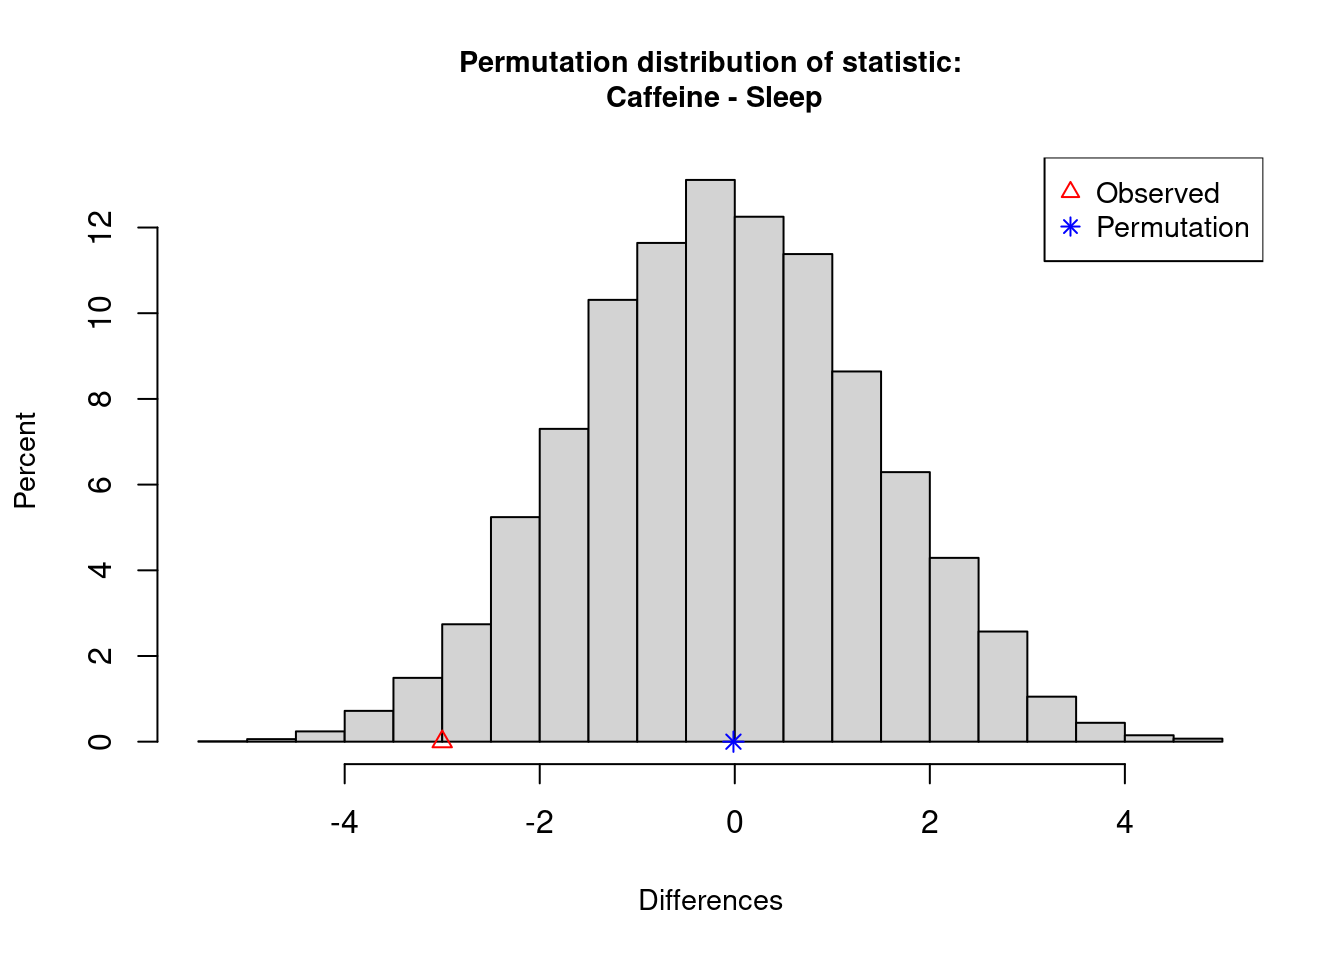 Permutation distribution of statistic:
Caffeine - Sleep
Observed
Permutation
Percent
12
10
8
6
4
2
0
-4 -2 0 2 4
Differences